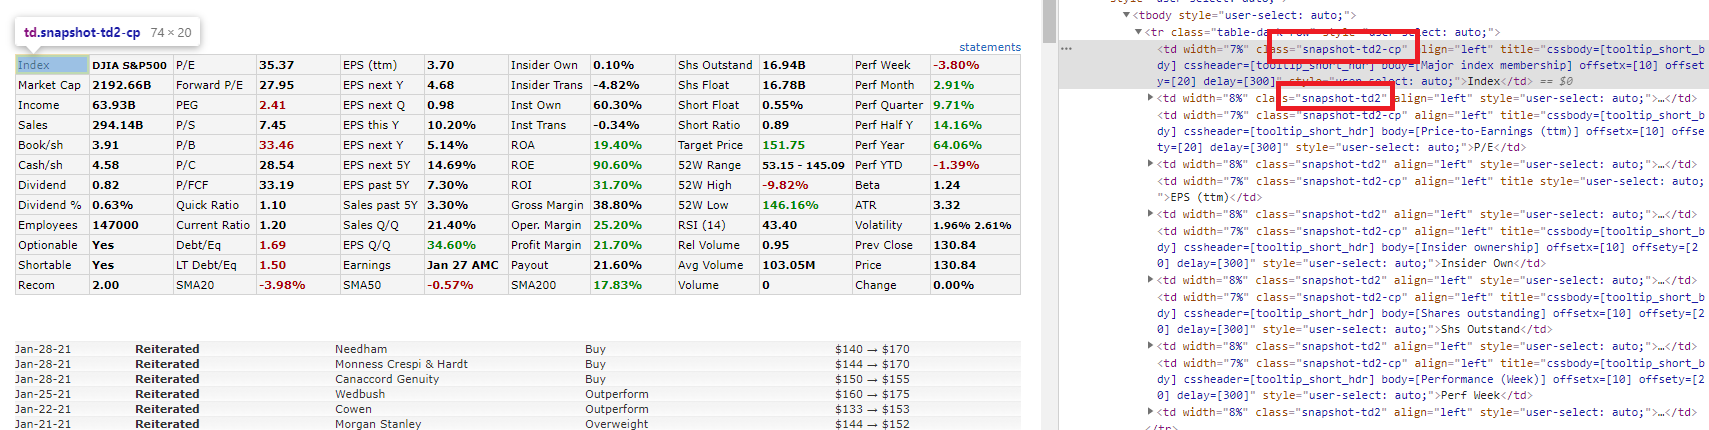 td.snapshot-td2-cp 74 × 20
statements
Index DJIA S&P500 P/E 35.37 EPS (ttm) 3.70 Insider Own 0.10% Shs Outstand 16.94B Perf Week -3.80%
Market Cap 2192.66B Forward P/E 27.95 EPS next Y 4.68 Insider Trans -4.82% Shs Float 16.78B Perf Month 2.91%
Income 63.93B PEG 2.41 EPS next Q 0.98 Inst Own 60.30% Short Float 0.55% Perf Quarter 9.71%
Sales 294.14B P/S 7.45 EPS this Y 10.20% Inst Trans -0.34% Short Ratio 0.89 Perf Half Y 14.16%
Book/sh 3.91 P/B 33.46 EPS next Y 5.14% ROA 19.40% Target Price 151.75 Perf Year 64.06%
Cash/sh 4.58 P/C 28.54 EPS next 5Y 14.69% ROE 90.60% 52W Range 53.15 - 145.09 Perf YTD -1.39%
Dividend 0.82 P/FCF 33.19 EPS past 5Y 7.30% ROI 31.70% 52W High -9.82% Beta 1.24
Dividend % 0.63% Quick Ratio 1.10 Sales past 5Y 3.30% Gross Margin 38.80% 52W Low 146.16% ATR 3.32
Employees 147000 Current Ratio 1.20 Sales Q/Q 21.40% Oper. Margin 25.20% RSI (14) 43.40 Volatility 1.96% 2.61%
Optionable Yes Debt/Eq 1.69 EPS Q/Q 34.60% Profit Margin 21.70% Rel Volume 0.95 Prev Close 130.84
Shortable Yes LT Debt/Eq 1.50 Earnings Jan 27 AMC Payout 21.60% Avg Volume 103.05M Price 130.84
Recom 2.00 SMA20 -3.98% SMA50 -0.57% SMA200 17.83% Volume 0 Change 0.00%
Jan-28-21 Reiterated Needham Buy $140 → $170
Jan-28-21 Reiterated Monness Crespi & Hardt Buy $144 → $170
Jan-28-21 Reiterated Canaccord Genuity Buy $150 → $155
Jan-25-21 Reiterated Wedbush Outperform $160 → $175
Jan-22-21 Reiterated Cowen Outperform $133 → $153
Jan-21-21 Reiterated Morgan Stanley Overweight $144 → $152
<tbody style="user-select: auto;">
<tr class="table-dark-row" style="user-select: auto;">
<td width="7%" class="snapshot-td2-cp" align="left" title="cssbody=[tooltip_short_b
dy] cssheader=[tooltip_short_hdr] body=[Major index membership] offsetx=[10] offset
y=[20] delay=[300]" style="user-select: auto;">Index</td> == $0
<td width="8%" class="snapshot-td2" align="left" style="user-select: auto;">…</td>
<td width="7%" class="snapshot-td2-cp" align="left" title="cssbody=[tooltip_short_b
dy] cssheader=[tooltip_short_hdr] body=[Price-to-Earnings (ttm)] offsetx=[10] offse
ty=[20] delay=[300]" style="user-select: auto;">P/E</td>
<td width="8%" class="snapshot-td2" align="left" style="user-select: auto;">…</td>
<td width="7%" class="snapshot-td2-cp" align="left" title style="user-select: auto;
">EPS (ttm)</td>
<td width="8%" class="snapshot-td2" align="left" style="user-select: auto;">…</td>
<td width="7%" class="snapshot-td2-cp" align="left" title="cssbody=[tooltip_short_b
dy] cssheader=[tooltip_short_hdr] body=[Insider ownership] offsetx=[10] offsety=[2
0] delay=[300]" style="user-select: auto;">Insider Own</td>
<td width="8%" class="snapshot-td2" align="left" style="user-select: auto;">…</td>
<td width="7%" class="snapshot-td2-cp" align="left" title="cssbody=[tooltip_short_b
dy] cssheader=[tooltip_short_hdr] body=[Shares outstanding] offsetx=[10] offsety=[2
0] delay=[300]" style="user-select: auto;">Shs Outstand</td>
<td width="8%" class="snapshot-td2" align="left" style="user-select: auto;">…</td>
<td width="7%" class="snapshot-td2-cp" align="left" title="cssbody=[tooltip_short_b
dy] cssheader=[tooltip_short_hdr] body=[Performance (Week)] offsetx=[10] offsety=[2
0] delay=[300]" style="user-select: auto;">Perf Week</td>
<td width="8%" class="snapshot-td2" align="left" style="user-select: auto;">…</td>
</tr>